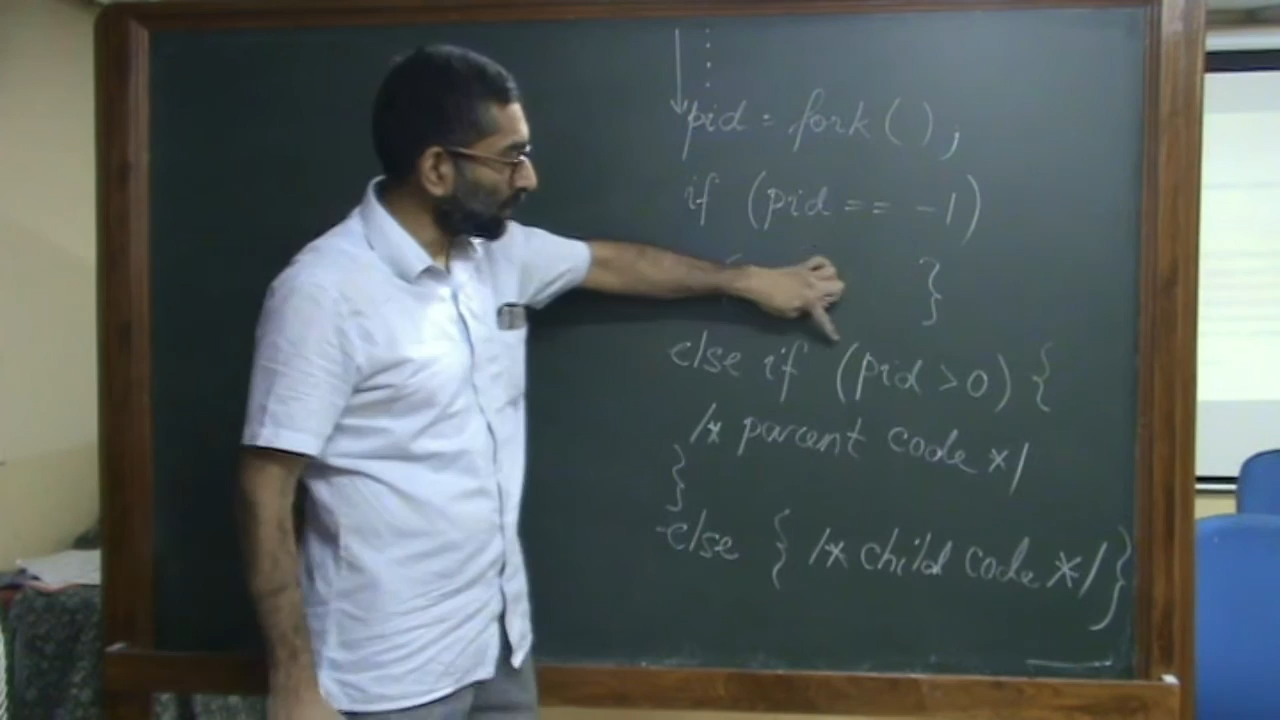 pid = fork ( ) ;
if (pid == -1)
{ }
else if (pid > 0) {
/* parent code */
}
else { /* child code */ }